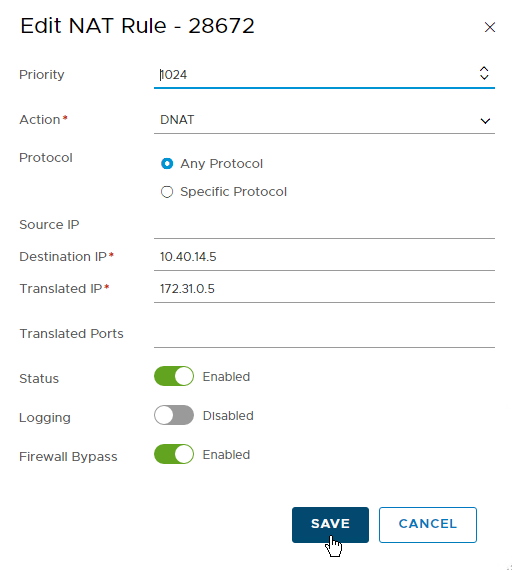 Edit NAT Rule - 28672
Priority 1024
Action* DNAT
Protocol Any Protocol
Specific Protocol
Source IP
Destination IP* 10.40.14.5
Translated IP* 172.31.0.5
Translated Ports
Status Enabled
Logging Disabled
Firewall Bypass Enabled
SAVE CANCEL